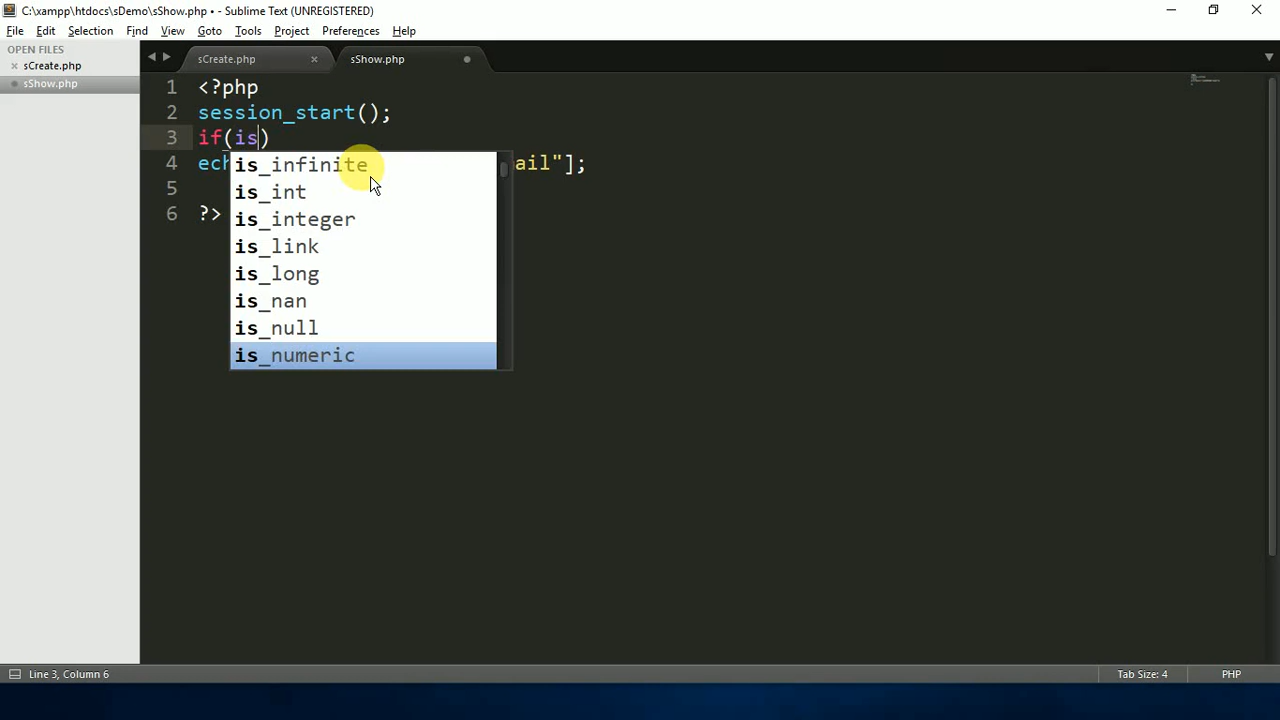 C:\xampp\htdocs\sDemo\sShow.php • - Sublime Text (UNREGISTERED)
File Edit Selection Find View Goto Tools Project Preferences Help
OPEN FILES
× sCreate.php
• sShow.php
sCreate.php ×
sShow.php •
1 <?php
2 session_start();
3 if(is)
4 ech ail"];
5
6 ?>
is_infinite
is_int
is_integer
is_link
is_long
is_nan
is_null
is_numeric
Line 3, Column 6
Tab Size: 4
PHP